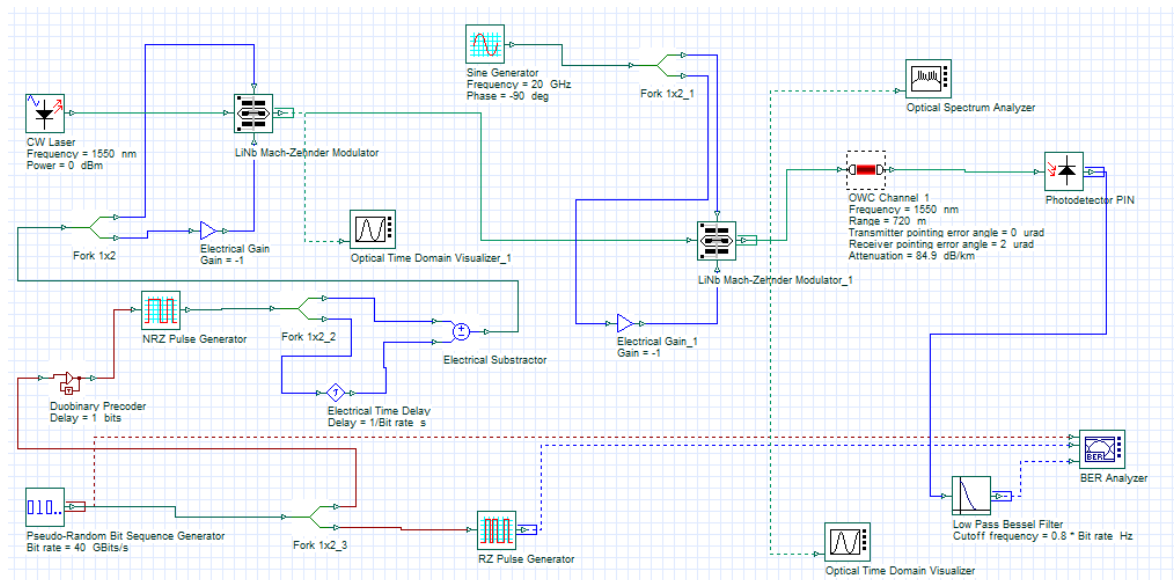 Sine Generator
Frequency = 20 GHz
Phase = -90 deg
Fork 1x2_1
Optical Spectrum Analyzer
CW Laser
Frequency = 1550 nm
Power = 0 dBm
LiNb Mach-Zehnder Modulator
OWC Channel 1
Frequency = 1550 nm
Range = 720 m
Transmitter pointing error angle = 0 urad
Receiver pointing error angle = 2 urad
Attenuation = 84.9 dB/km
Photodetector PIN
Fork 1x2
Electrical Gain
Gain = -1
Optical Time Domain Visualizer_1
LiNb Mach-Zehnder Modulator_1
NRZ Pulse Generator
Fork 1x2_2
Electrical Substractor
Electrical Gain_1
Gain = -1
Duobinary Precoder
Delay = 1 bits
T
Electrical Time Delay
Delay = 1/Bit rate s
BER
BER Analyzer
010..
Pseudo-Random Bit Sequence Generator
Bit rate = 40 GBits/s
Fork 1x2_3
RZ Pulse Generator
Low Pass Bessel Filter
Cutoff frequency = 0.8 * Bit rate Hz
Optical Time Domain Visualizer